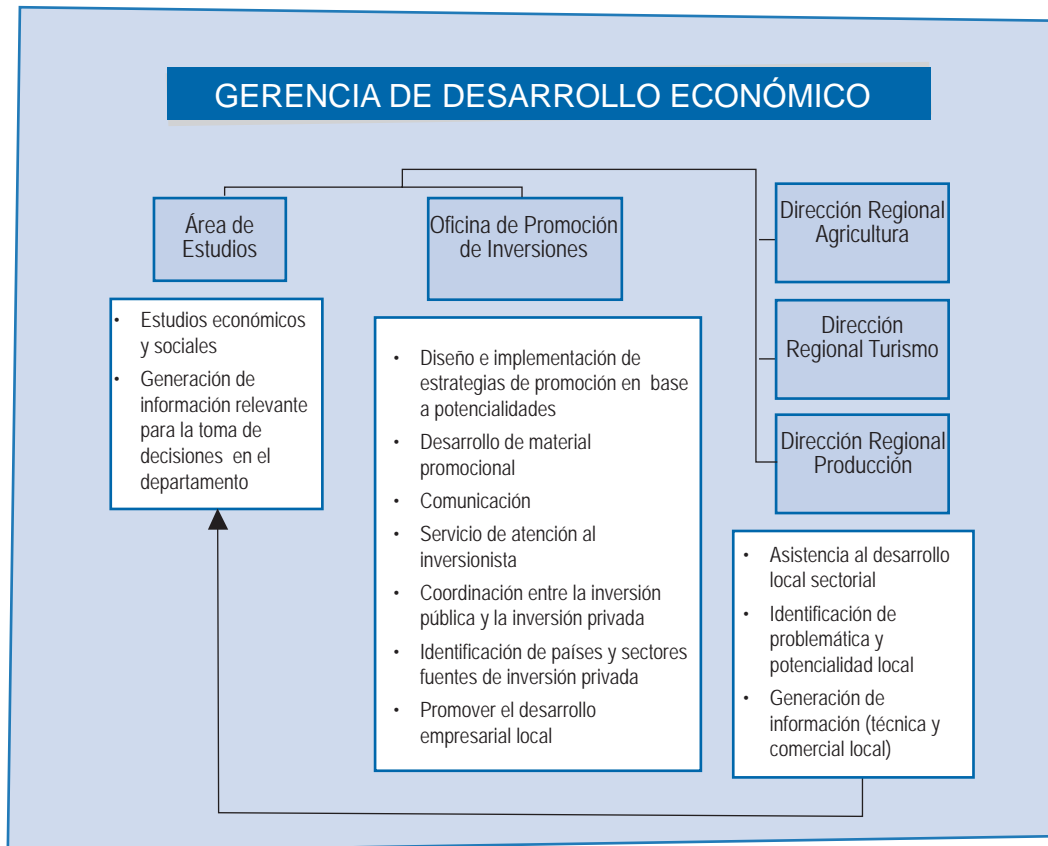 GERENCIA DE DESARROLLO ECONÓMICO
Área de
Estudios
• Estudios económicos
y sociales
• Generación de
información relevante
para la toma de
decisiones en el
departamento
Oficina de Promoción
de Inversiones
• Diseño e implementación de
estrategias de promoción en base
a potencialidades
• Desarrollo de material
promocional
• Comunicación
• Servicio de atención al
inversionista
• Coordinación entre la inversión
pública y la inversión privada
• Identificación de países y sectores
fuentes de inversión privada
• Promover el desarrollo
empresarial local
Dirección Regional
Agricultura
Dirección
Regional Turismo
Dirección Regional
Producción
• Asistencia al desarrollo
local sectorial
• Identificación de
problemática y
potencialidad local
• Generación de
información (técnica y
comercial local)